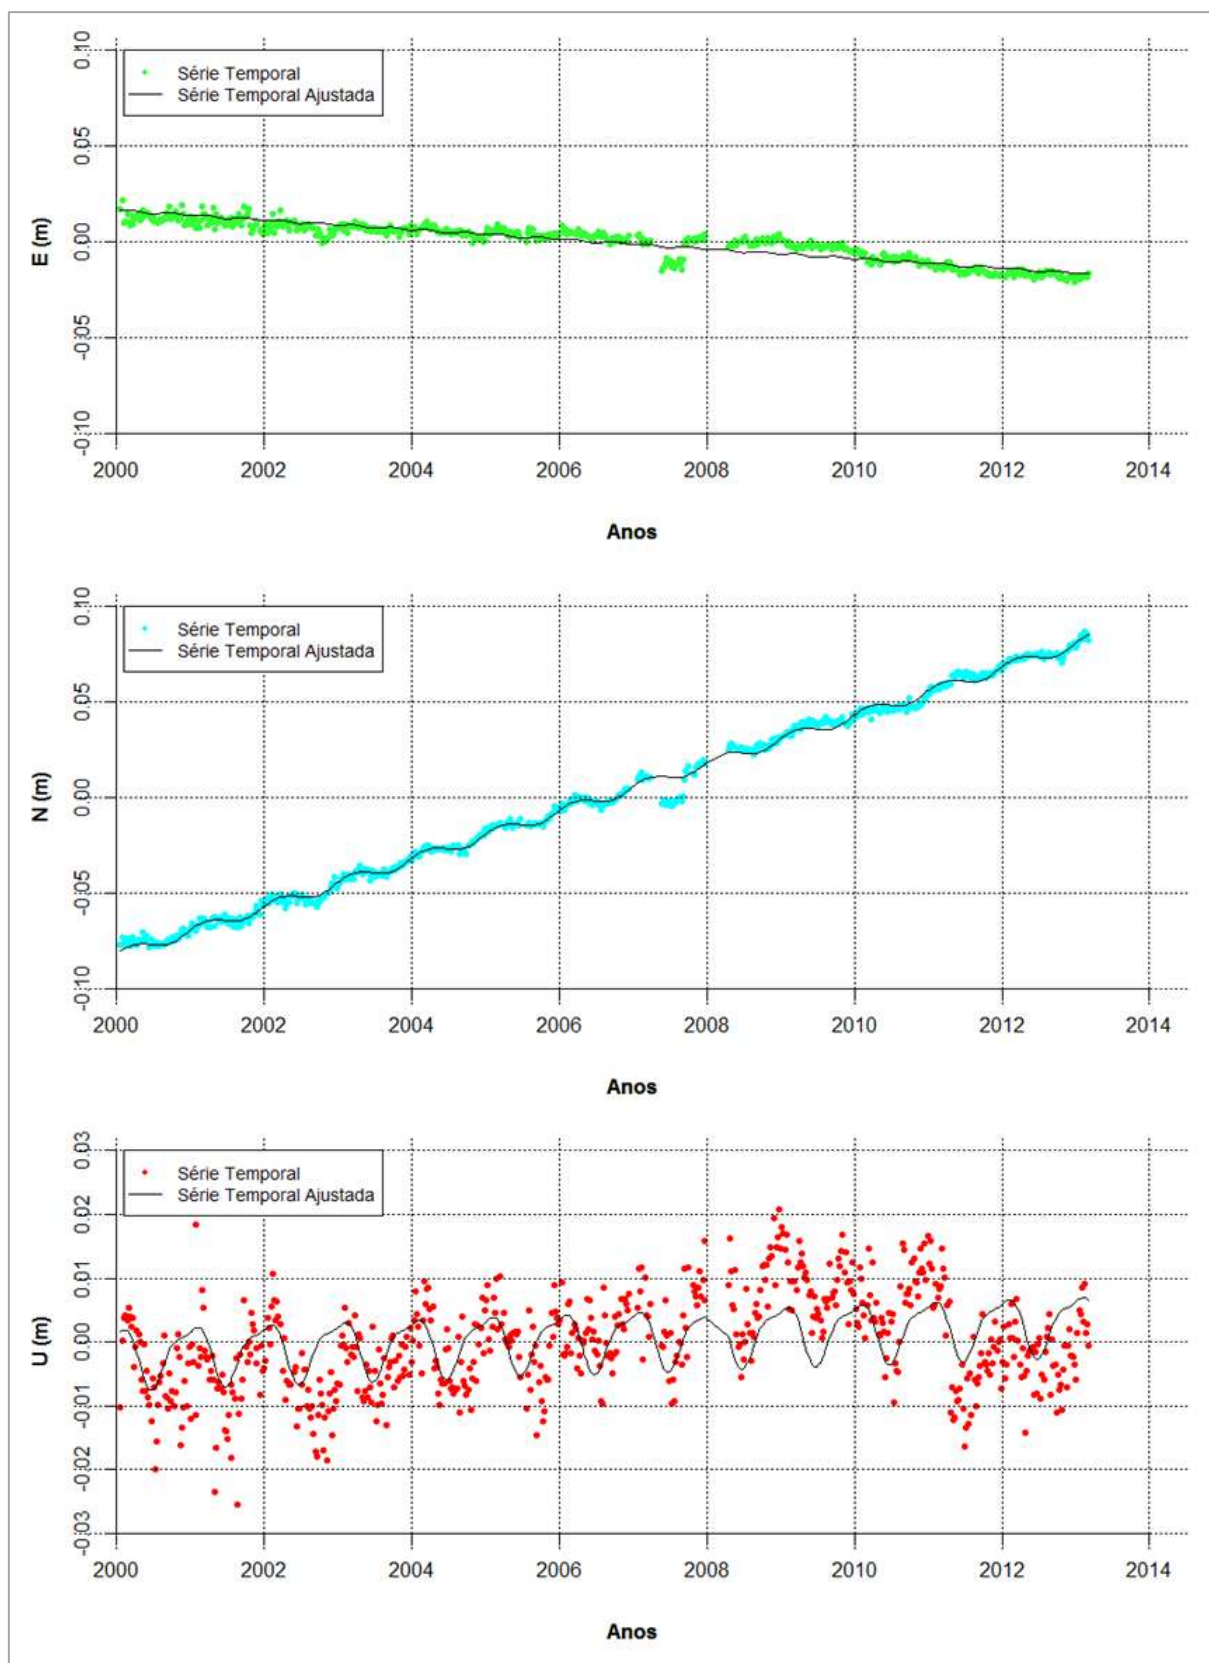 0.10
Série Temporal
Série Temporal Ajustada
0.05
E (m)
0.00
-0.05
-0.10
2000 2002 2004 2006 2008 2010 2012 2014
Anos
0.10
Série Temporal
Série Temporal Ajustada
0.05
N (m)
0.00
-0.05
-0.10
2000 2002 2004 2006 2008 2010 2012 2014
Anos
0.03
Série Temporal
Série Temporal Ajustada
0.02
0.01
U (m)
0.00
-0.01
-0.02
-0.03
2000 2002 2004 2006 2008 2010 2012 2014
Anos